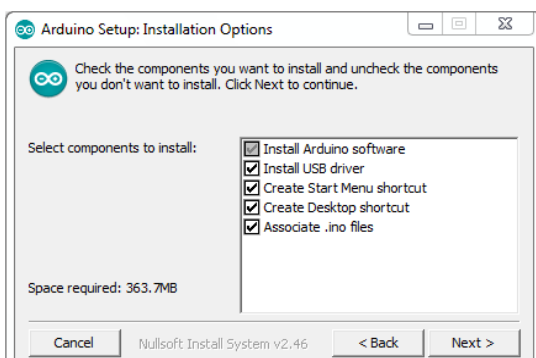 Arduino Setup: Installation Options
Check the components you want to install and uncheck the components
you don't want to install. Click Next to continue.
Select components to install:
Install Arduino software
Install USB driver
Create Start Menu shortcut
Create Desktop shortcut
Associate .ino files
Space required: 363.7MB
Cancel
Nullsoft Install System v2.46
< Back
Next >